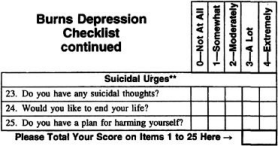 Burns Depression
Checklist
continued
0—Not At All
1—Somewhat
2—Moderately
3—A Lot
4—Extremely
Suicidal Urges**
23. Do you have any suicidal thoughts?
24. Would you like to end your life?
25. Do you have a plan for harming yourself?
Please Total Your Score on Items 1 to 25 Here →